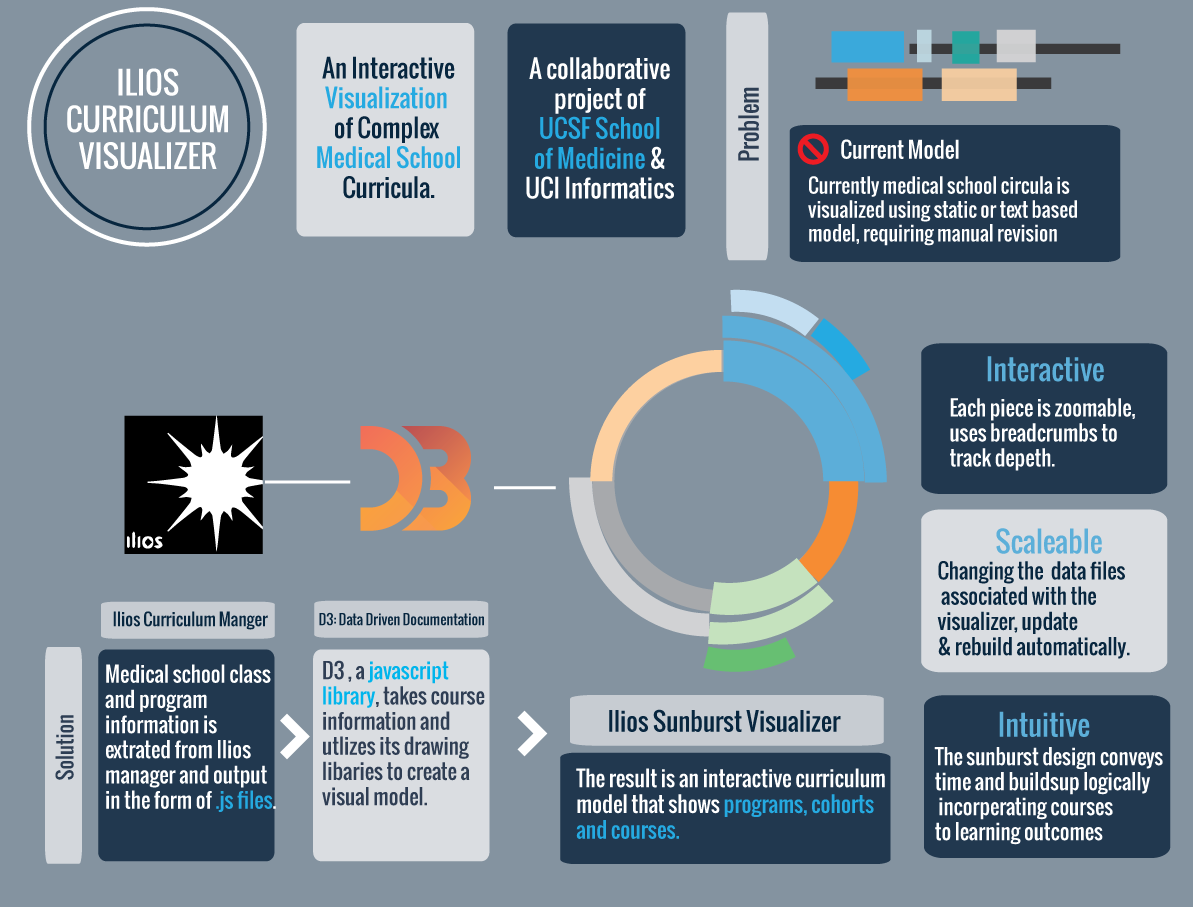 ILIOS
CURRICULUM
VISUALIZER
An Interactive
Visualization
of Complex
Medical School
Curricula.
A collaborative
project of
UCSF School
of Medicine &
UCI Informatics
Problem
Current Model
Currently medical school circula is
visualized using static or text based
model, requiring manual revision
ilios
D3
Interactive
Each piece is zoomable,
uses breadcrumbs to
track depeth.
Scaleable
Changing the data files
associated with the
visualizer, update
& rebuild automatically.
Intuitive
The sunburst design conveys
time and buildsup logically
incorperating courses
to learning outcomes
Solution
Ilios Curriculum Manger
Medical school class
and program
information is
extrated from Ilios
manager and output
in the form of .js files.
D3: Data Driven Documentation
D3 , a javascript
library, takes course
information and
utlizes its drawing
libaries to create a
visual model.
Ilios Sunburst Visualizer
The result is an interactive curriculum
model that shows programs, cohorts
and courses.